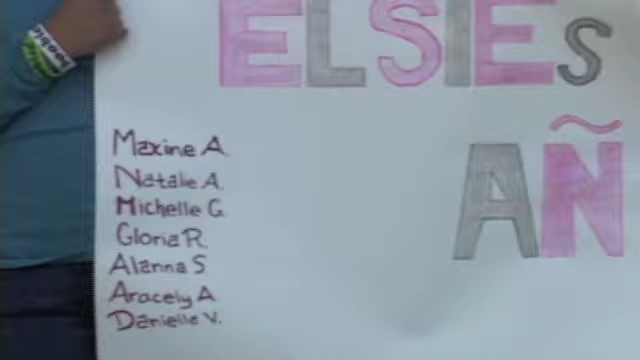 ELSIES
AÑ
Maxine A.
Natalie A.
Michelle G.
Gloria R.
Alanna S
Aracely A
Danielle V.